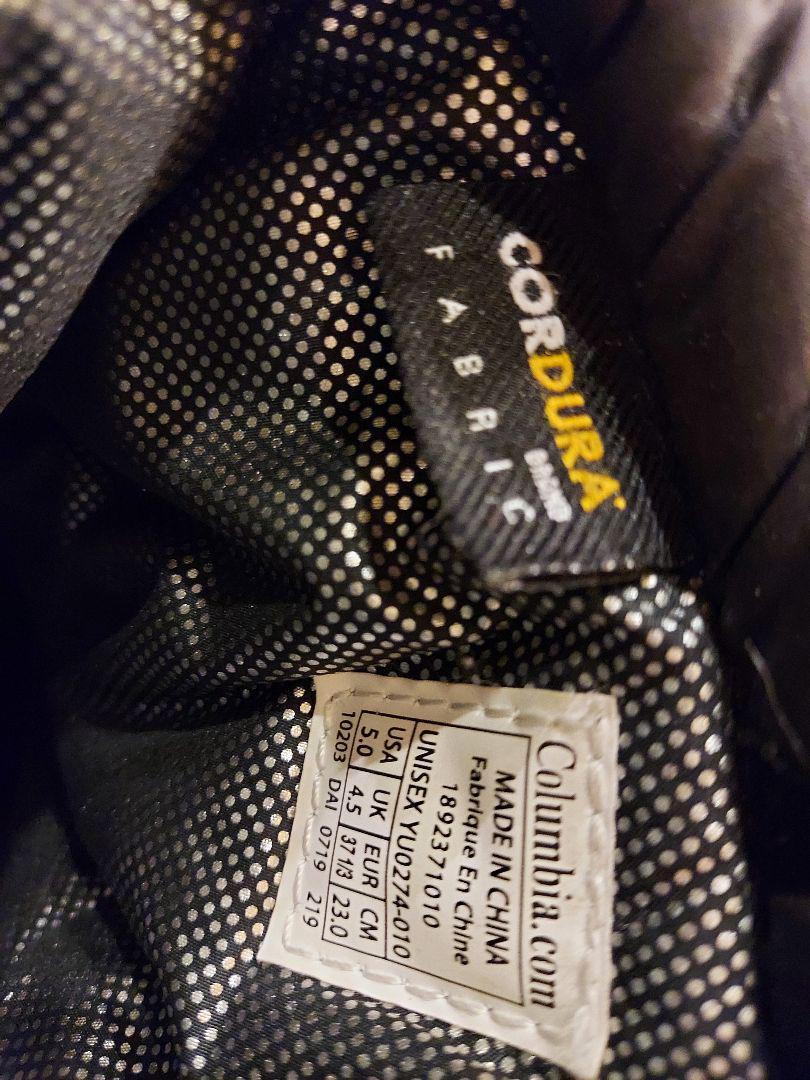 CORDURA
BRAND
FABRIC
Columbia.com
MADE IN CHINA
Fabrique En Chine
1892371010
UNISEX YU0274-010
USA UK EUR CM
5.0 4.5 37 1/3 23.0
10203 DAI 0719 219